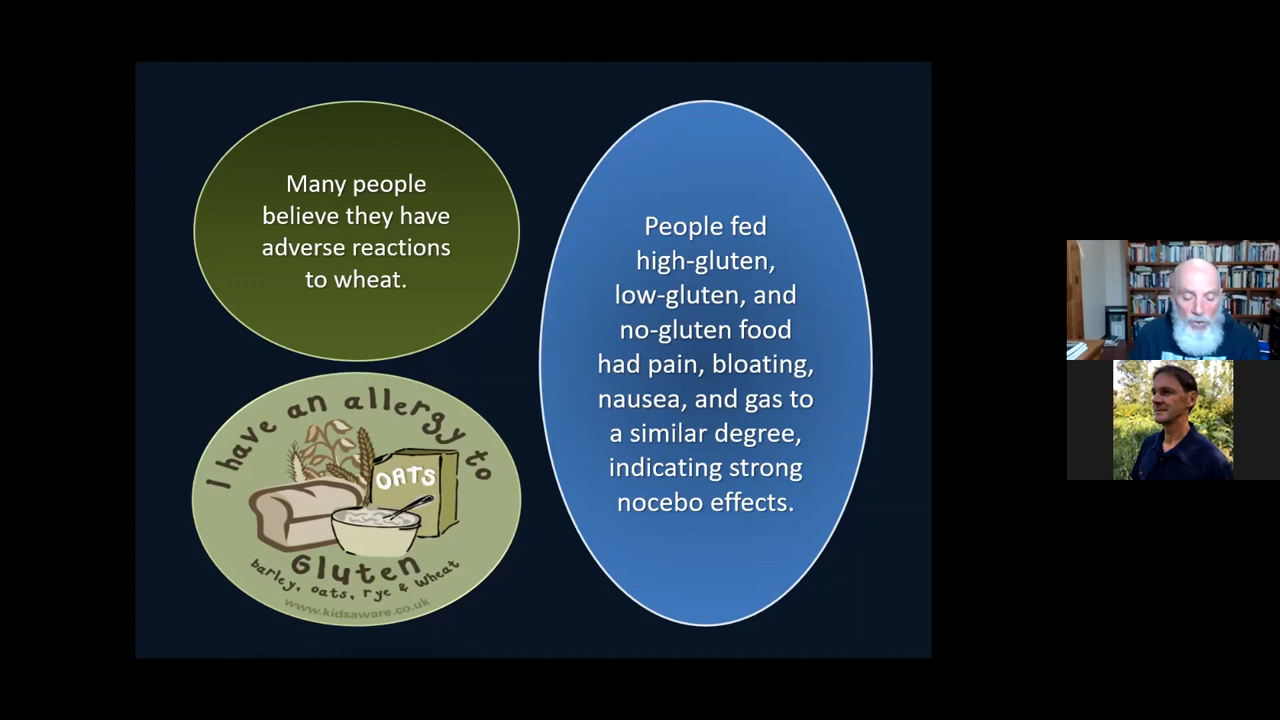 Many people
believe they have
adverse reactions
to wheat.
I have an allergy to
OATS
Gluten
barley, oats, rye & wheat
www.kidsaware.co.uk
People fed
high-gluten,
low-gluten, and
no-gluten food
had pain, bloating,
nausea, and gas to
a similar degree,
indicating strong
nocebo effects.